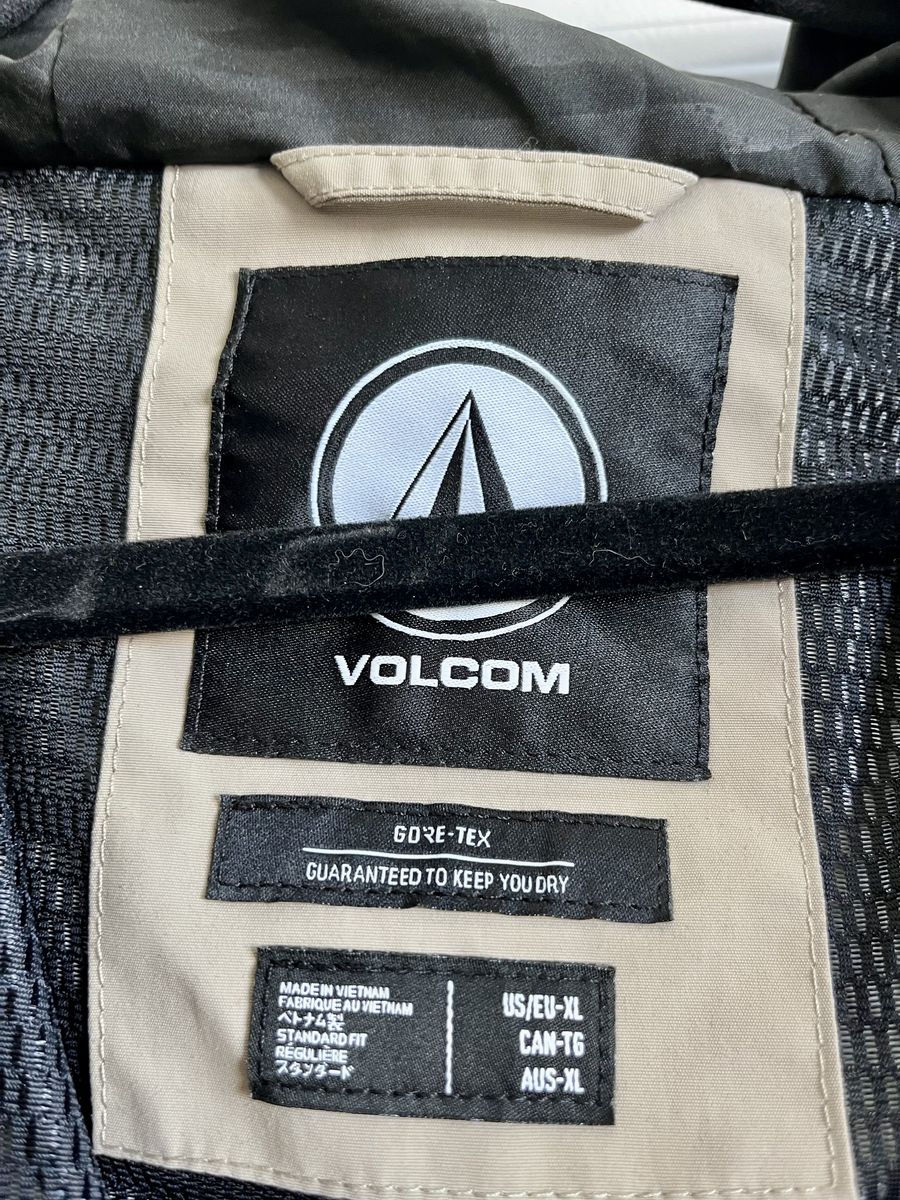 VOLCOM
GORE-TEX
GUARANTEED TO KEEP YOU DRY
MADE IN VIETNAM
FABRIQUE AU VIETNAM
ベトナム製
STANDARD FIT
RÉGULIÈRE
スタンダード
US/EU-XL
CAN-TG
AUS-XL